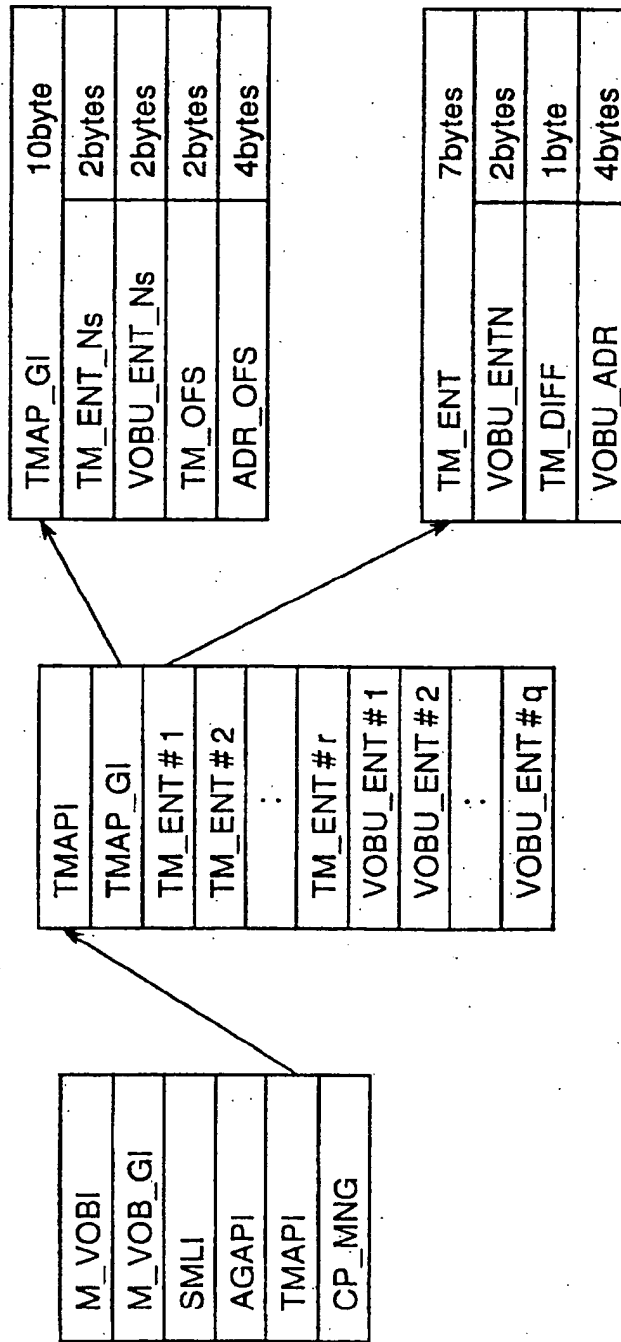 M_VOBI
M_VOB_GI
SMLI
AGAPI
TMAPI
CP_MNG
TMAPI
TMAP_GI
TM_ENT#1
TM_ENT#2
:
TM_ENT#r
VOBU_ENT#1
VOBU_ENT#2
:
VOBU_ENT#q
TMAP_GI 10byte
TM_ENT_Ns 2bytes
VOBU_ENT_Ns 2bytes
TM_OFS 2bytes
ADR_OFS 4bytes
TM_ENT 7bytes
VOBU_ENTN 2bytes
TM_DIFF 1byte
VOBU_ADR 4bytes